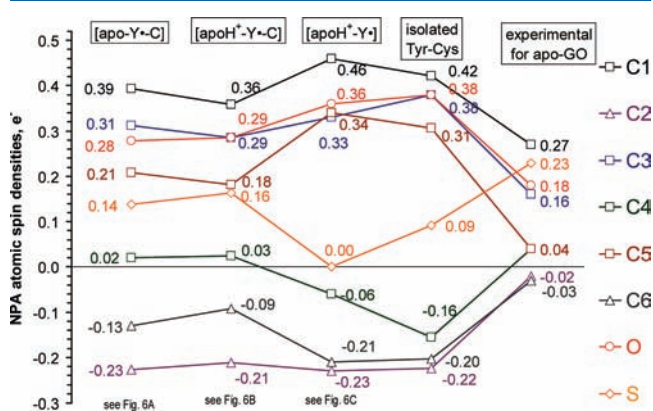 [apo-Y•-C]
[apoH⁺-Y•-C]
[apoH⁺-Y•]
isolated
Tyr-Cys
experimental
for apo-GO
NPA atomic spin densities, e⁻
0.5
0.4
0.3
0.2
0.1
0.0
-0.1
-0.2
-0.3
0.39
0.31
0.28
0.21
0.14
0.02
-0.13
-0.23
0.36
0.29
0.29
0.18
0.16
0.03
-0.09
-0.21
0.46
0.36
0.34
0.33
0.00
-0.06
-0.21
-0.23
0.42
0.38
0.38
0.31
0.09
-0.16
-0.20
-0.22
0.27
0.23
0.18
0.16
0.04
-0.02
-0.03
C1
C2
C3
C4
C5
C6
O
S
see Fig. 6A
see Fig. 6B
see Fig. 6C